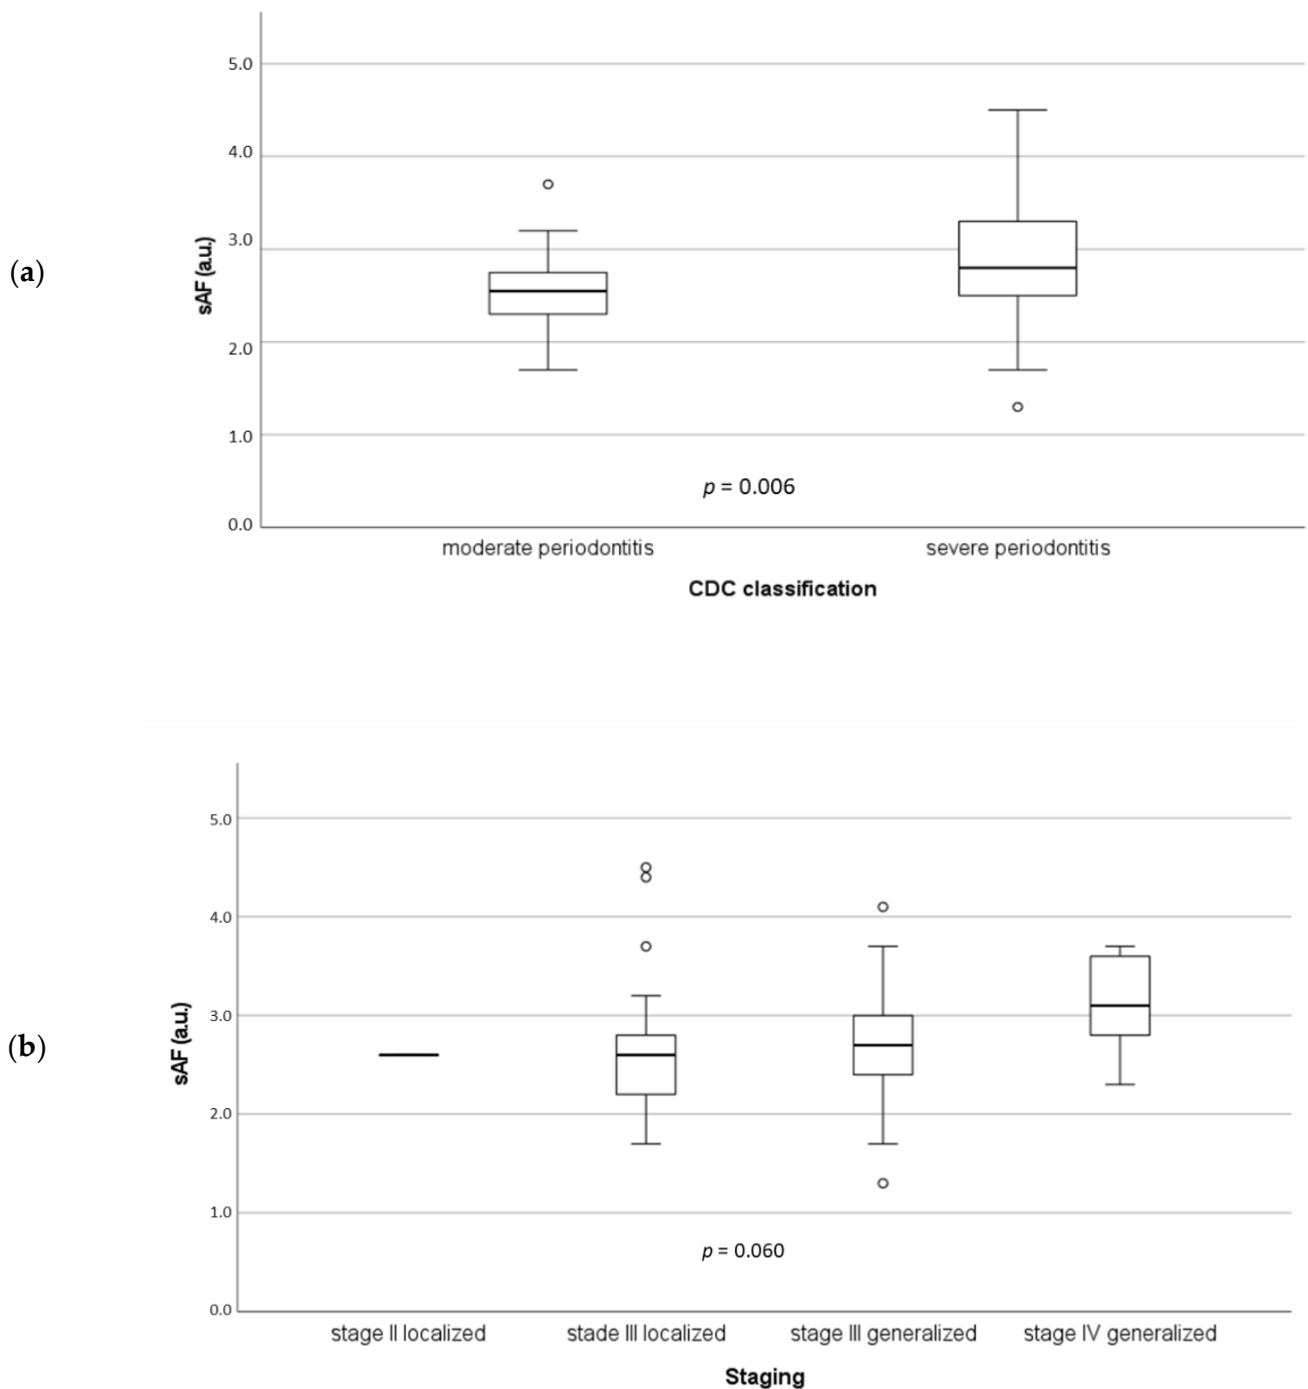 (a)
sAF (a.u.)
5.0
4.0
3.0
2.0
1.0
0.0
p = 0.006
moderate periodontitis severe periodontitis
CDC classification
(b)
sAF (a.u.)
5.0
4.0
3.0
2.0
1.0
0.0
p = 0.060
stage II localized stade III localized stage III generalized stage IV generalized
Staging